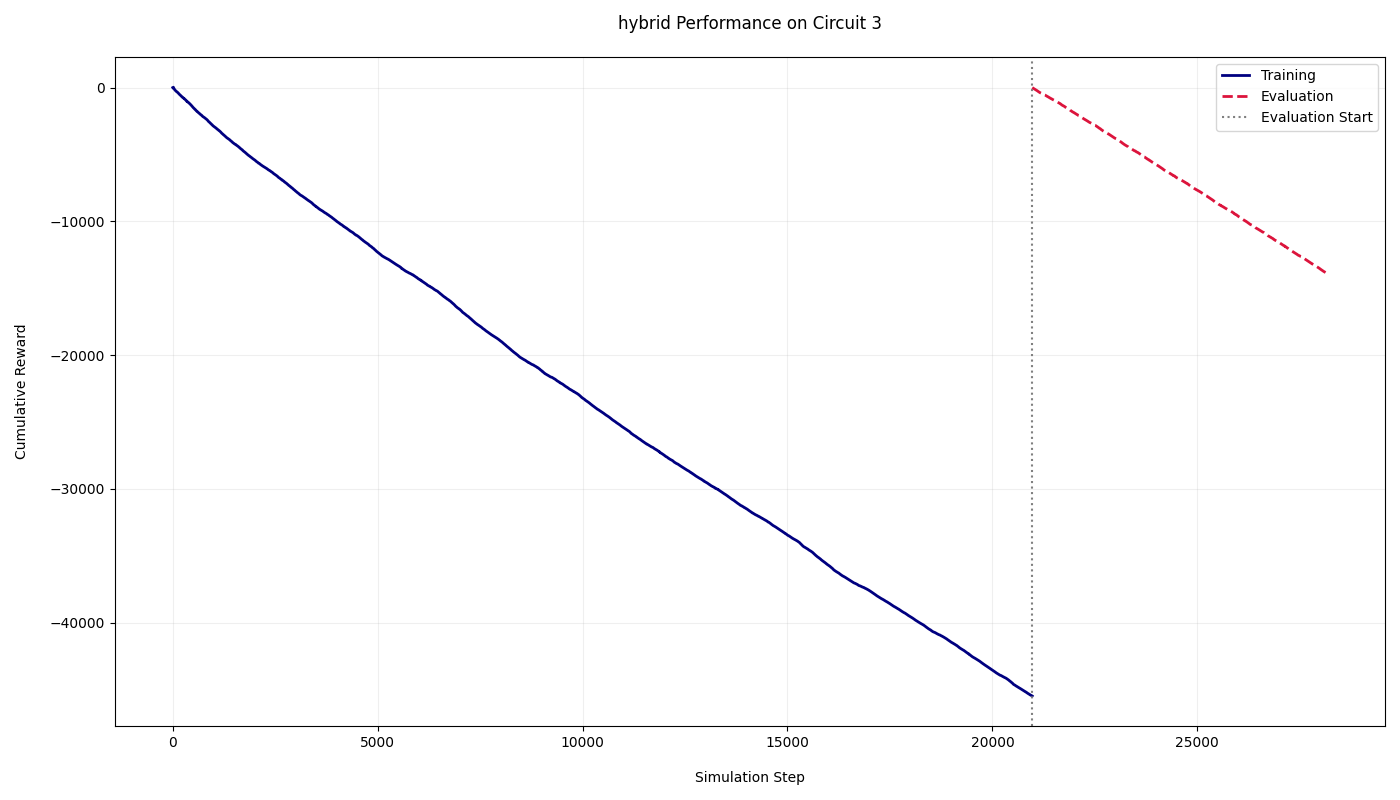 hybrid Performance on Circuit 3
Training
Evaluation
Evaluation Start
0
−10000
−20000
−30000
−40000
Cumulative Reward
0
5000
10000
15000
20000
25000
Simulation Step